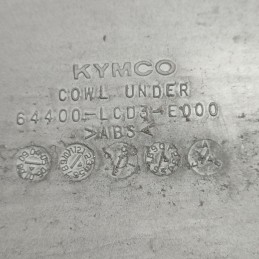 KYMCO
COWL UNDER
64400-LCD3-E000
>ABS<